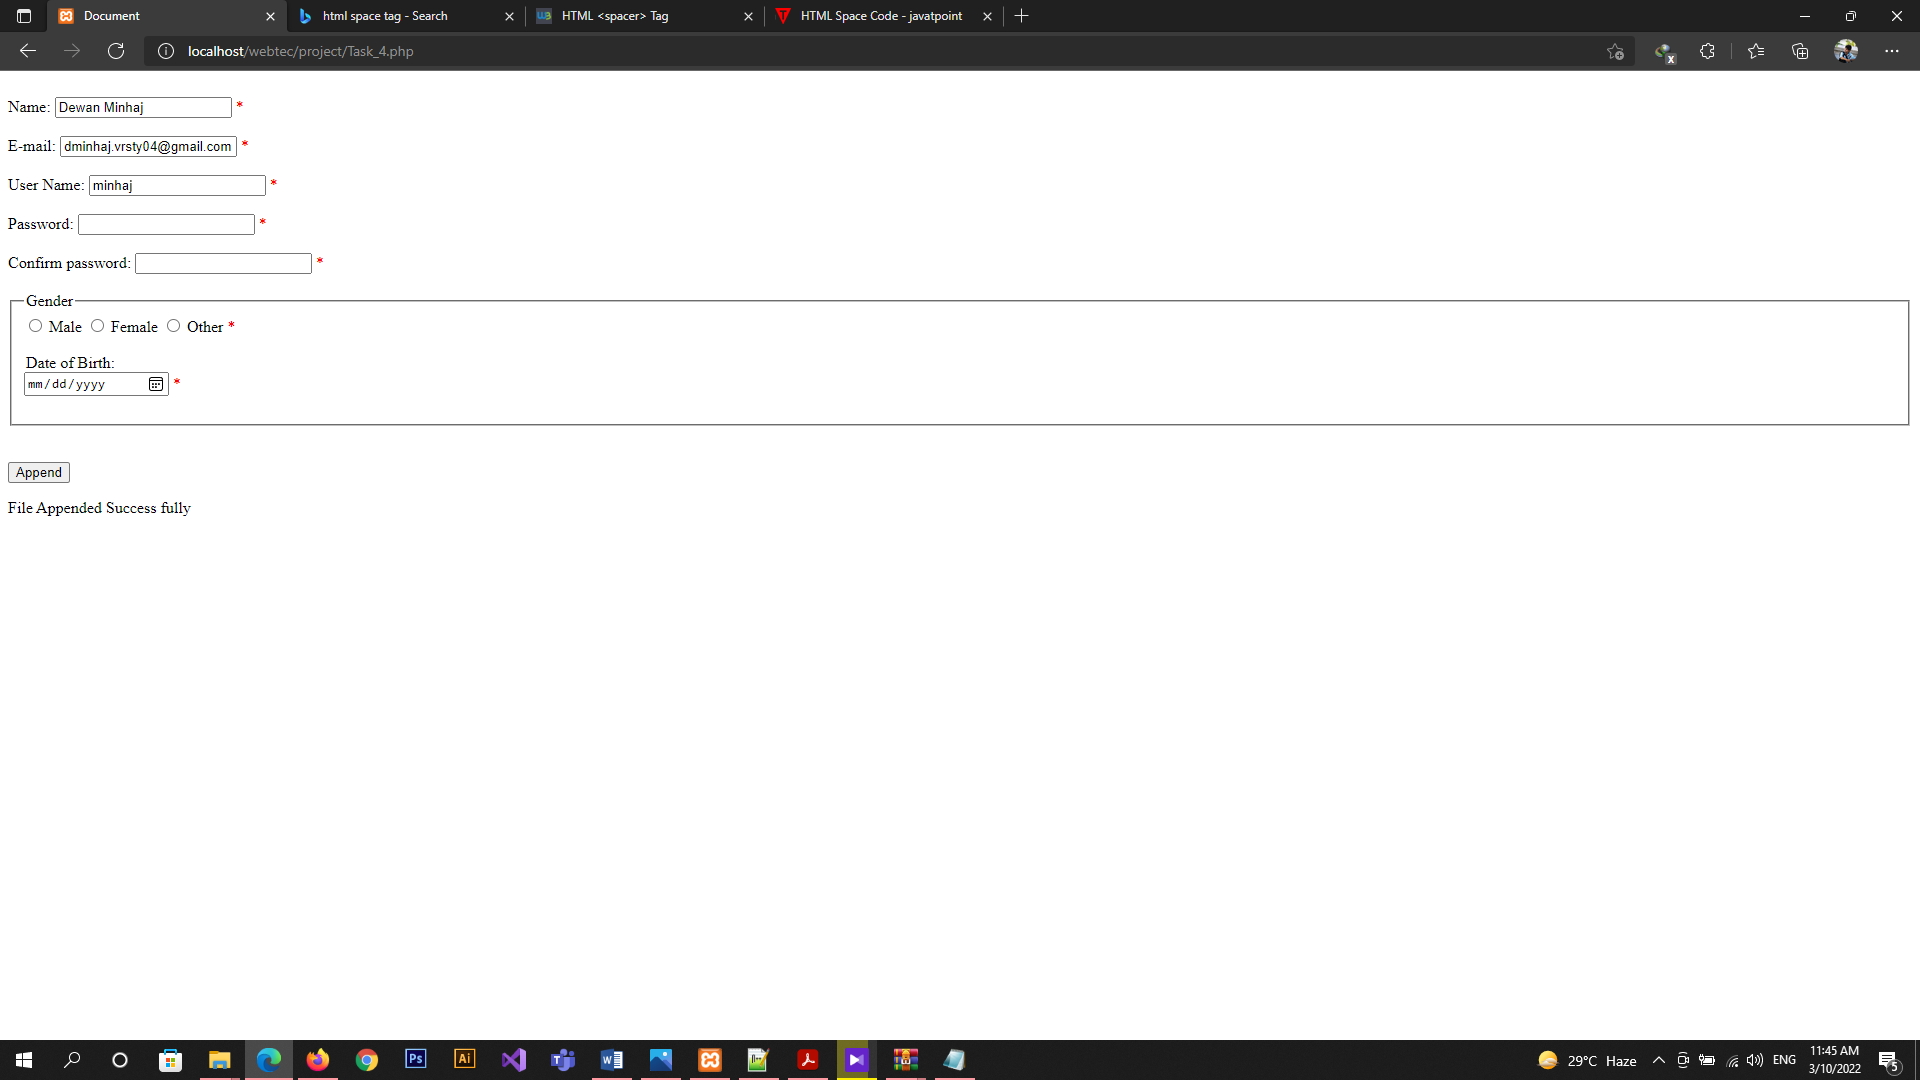 Document
html space tag - Search
HTML <spacer> Tag
HTML Space Code - javatpoint
localhost/webtec/project/Task_4.php
Name: Dewan Minhaj *
E-mail: dminhaj.vrsty04@gmail.com *
User Name: minhaj *
Password: *
Confirm password: *
Gender
Male Female Other *
Date of Birth:
mm/dd/yyyy *
Append
File Appended Success fully
29°C Haze
ENG
11:45 AM
3/10/2022
5